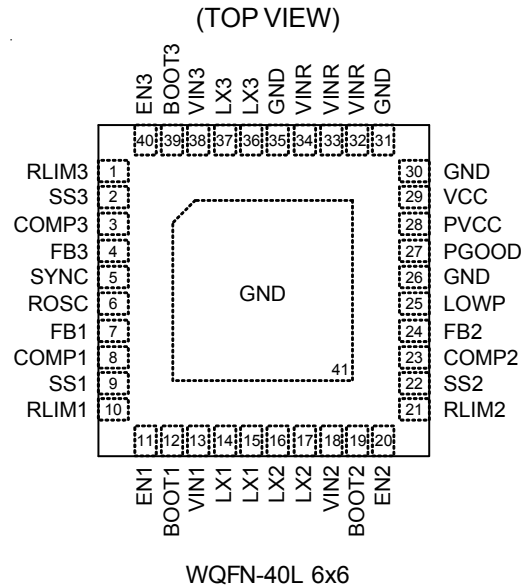 (TOP VIEW)
EN3 BOOT3 VIN3 LX3 LX3 GND VINR VINR VINR GND
40 39 38 37 36 35 34 33 32 31
RLIM3 1 30 GND
SS3 2 29 VCC
COMP3 3 28 PVCC
FB3 4 27 PGOOD
SYNC 5 26 GND
GND
ROSC 6 25 LOWP
FB1 7 24 FB2
COMP1 8 23 COMP2
41
SS1 9 22 SS2
RLIM1 10 21 RLIM2
11 12 13 14 15 16 17 18 19 20
EN1 BOOT1 VIN1 LX1 LX1 LX2 LX2 VIN2 BOOT2 EN2
WQFN-40L 6x6